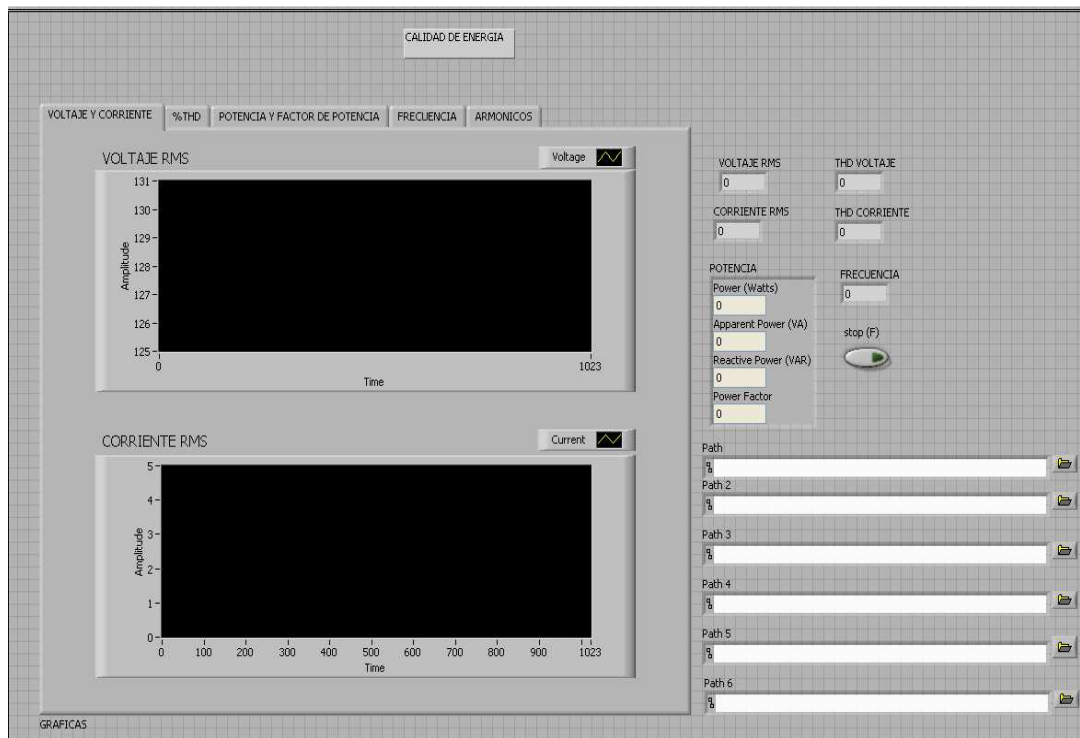 CALIDAD DE ENERGIA
VOLTAJE Y CORRIENTE
%THD
POTENCIA Y FACTOR DE POTENCIA
FRECUENCIA
ARMONICOS
VOLTAJE RMS
Voltage
131
130
129
128
127
126
125
Amplitude
0
1023
Time
CORRIENTE RMS
Current
5
4
3
2
1
0
Amplitude
0 100 200 300 400 500 600 700 800 900 1023
Time
GRAFICAS
VOLTAJE RMS
0
THD VOLTAJE
0
CORRIENTE RMS
0
THD CORRIENTE
0
POTENCIA
Power (Watts)
0
Apparent Power (VA)
0
Reactive Power (VAR)
0
Power Factor
0
FRECUENCIA
0
stop (F)
Path
Path 2
Path 3
Path 4
Path 5
Path 6